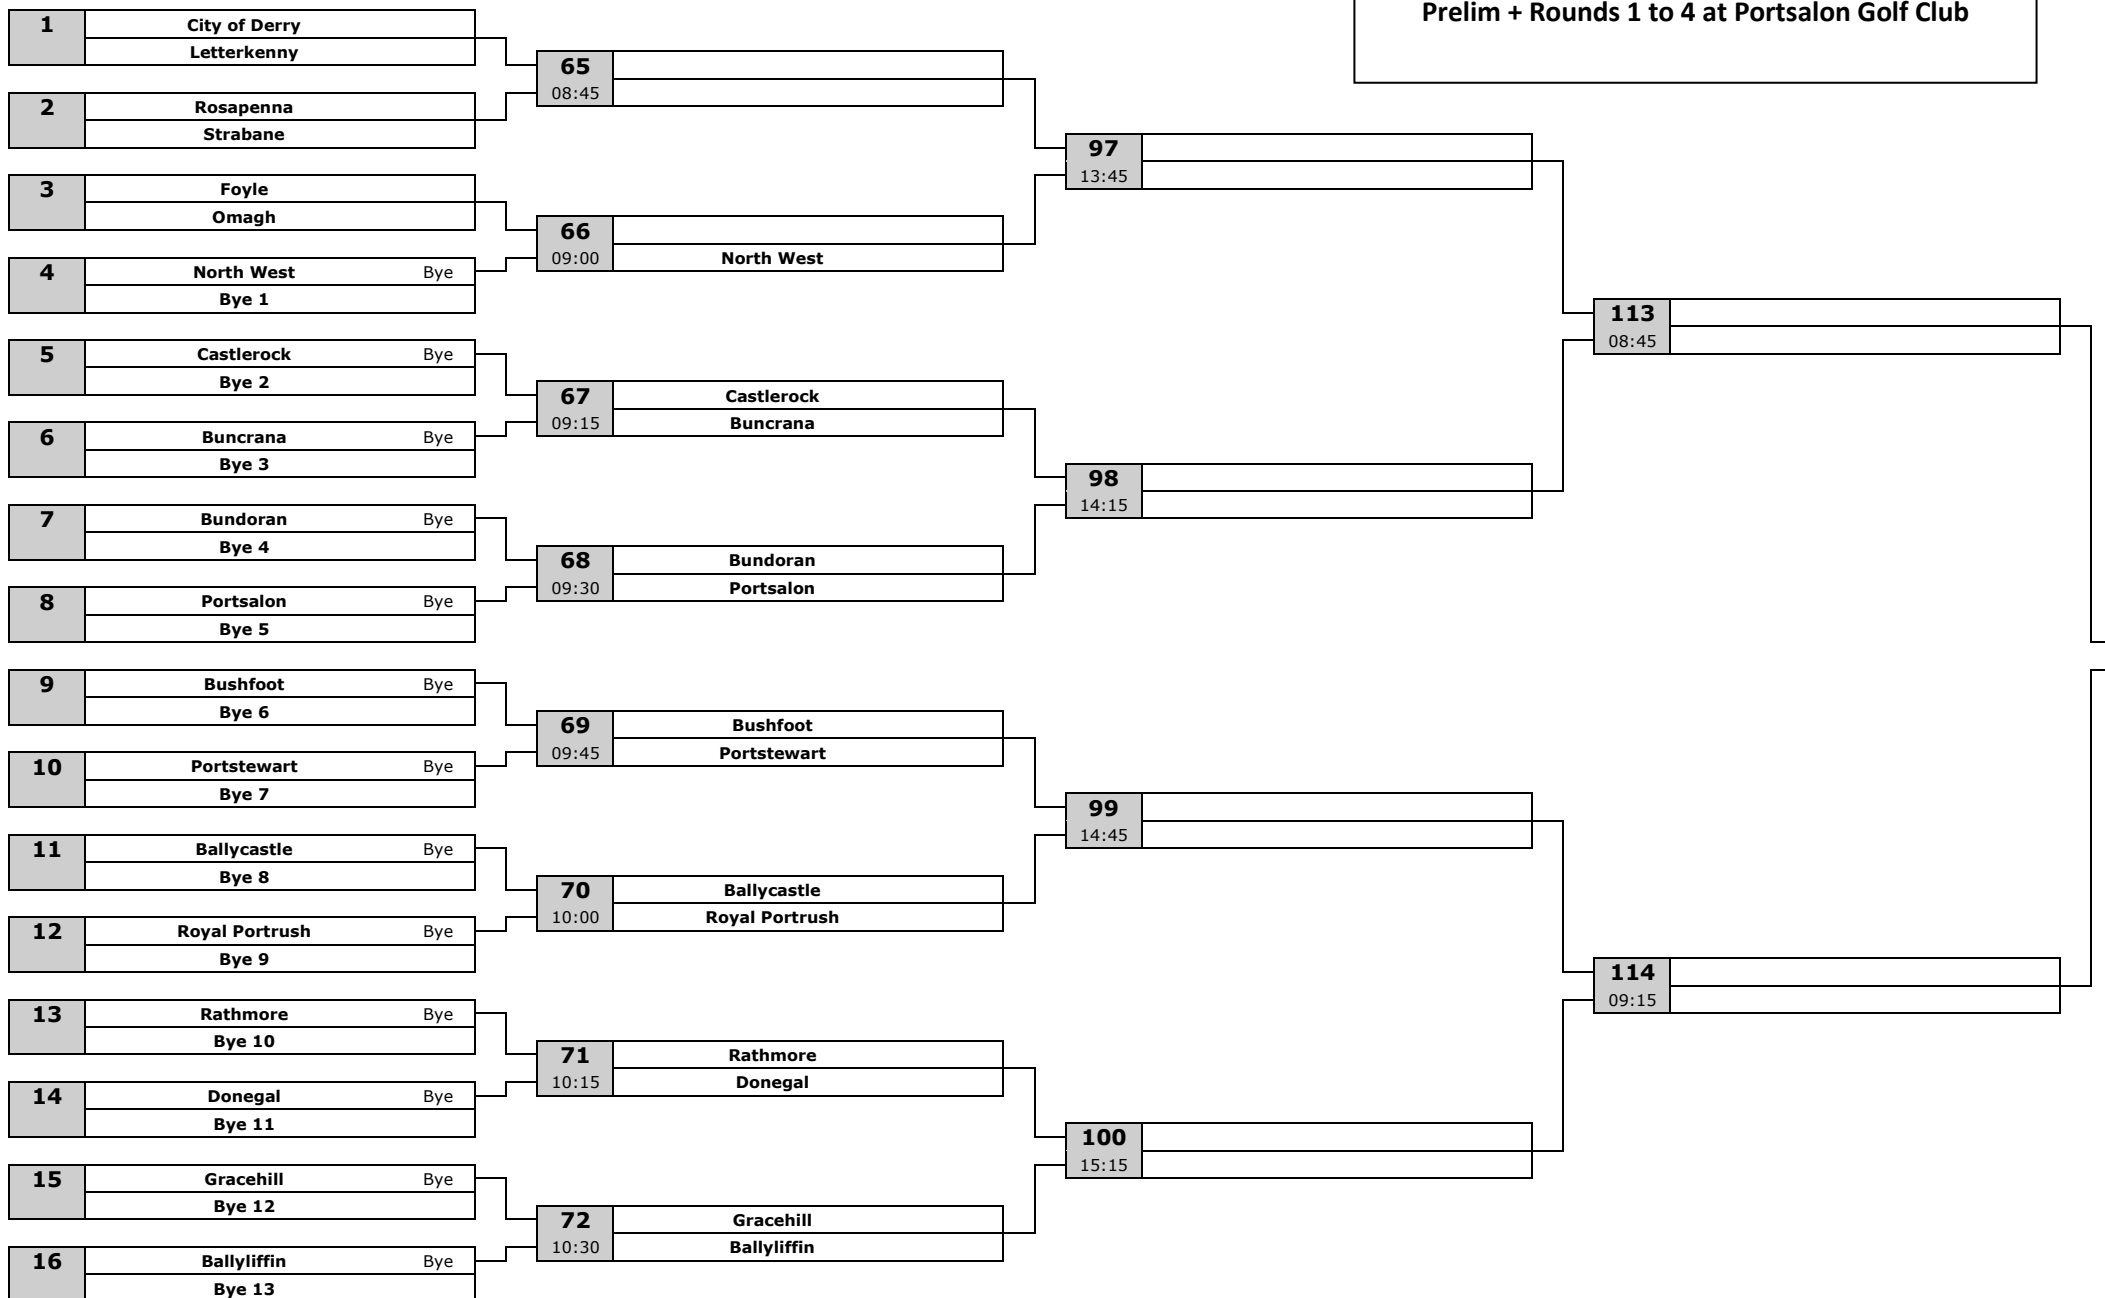 Prelim + Rounds 1 to 4 at Portsalon Golf Club
1
City of Derry
Letterkenny
2
Rosapenna
Strabane
3
Foyle
Omagh
4
North West Bye
Bye 1
5
Castlerock Bye
Bye 2
6
Buncrana Bye
Bye 3
7
Bundoran Bye
Bye 4
8
Portsalon Bye
Bye 5
9
Bushfoot Bye
Bye 6
10
Portstewart Bye
Bye 7
11
Ballycastle Bye
Bye 8
12
Royal Portrush Bye
Bye 9
13
Rathmore Bye
Bye 10
14
Donegal Bye
Bye 11
15
Gracehill Bye
Bye 12
16
Ballyliffin Bye
Bye 13
65
08:45
66
09:00 North West
67
Castlerock
09:15 Buncrana
68
Bundoran
09:30 Portsalon
69
Bushfoot
09:45 Portstewart
70
Ballycastle
10:00 Royal Portrush
71
Rathmore
10:15 Donegal
72
Gracehill
10:30 Ballyliffin
97
13:45
98
14:15
99
14:45
100
15:15
113
08:45
114
09:15